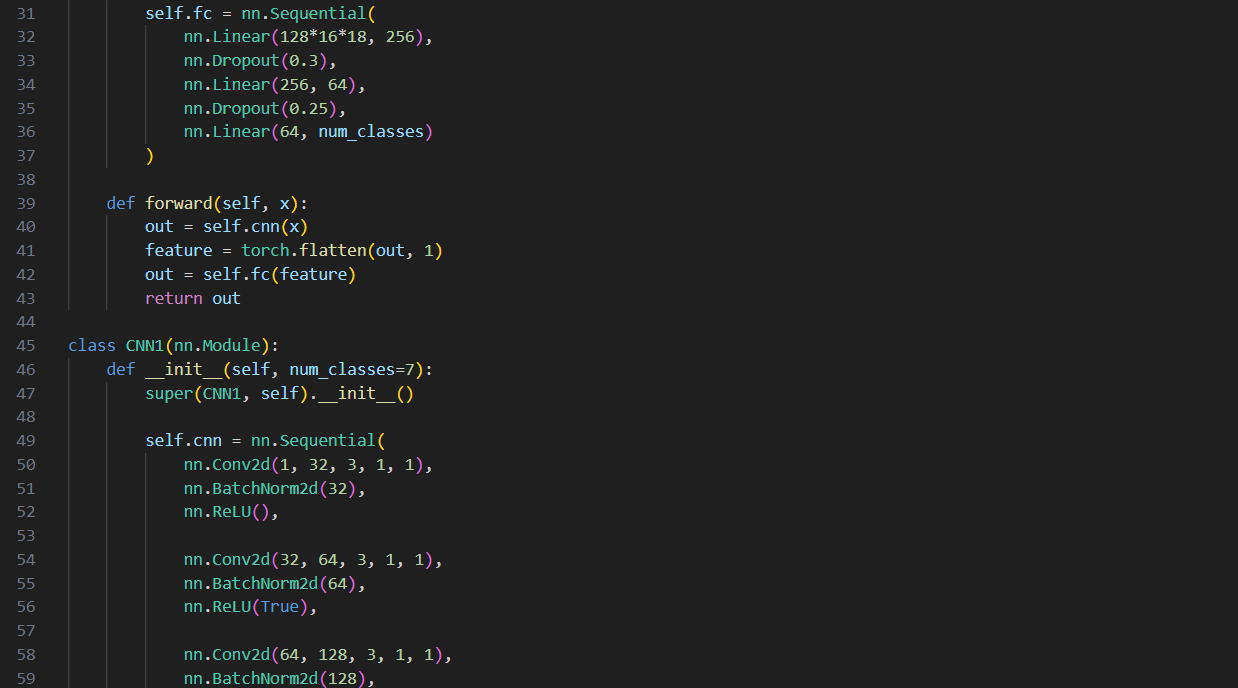 31 self.fc = nn.Sequential(
32 nn.Linear(128*16*18, 256),
33 nn.Dropout(0.3),
34 nn.Linear(256, 64),
35 nn.Dropout(0.25),
36 nn.Linear(64, num_classes)
37 )
38
39 def forward(self, x):
40 out = self.cnn(x)
41 feature = torch.flatten(out, 1)
42 out = self.fc(feature)
43 return out
44
45 class CNN1(nn.Module):
46 def __init__(self, num_classes=7):
47 super(CNN1, self).__init__()
48
49 self.cnn = nn.Sequential(
50 nn.Conv2d(1, 32, 3, 1, 1),
51 nn.BatchNorm2d(32),
52 nn.ReLU(),
53
54 nn.Conv2d(32, 64, 3, 1, 1),
55 nn.BatchNorm2d(64),
56 nn.ReLU(True),
57
58 nn.Conv2d(64, 128, 3, 1, 1),
59 nn.BatchNorm2d(128),